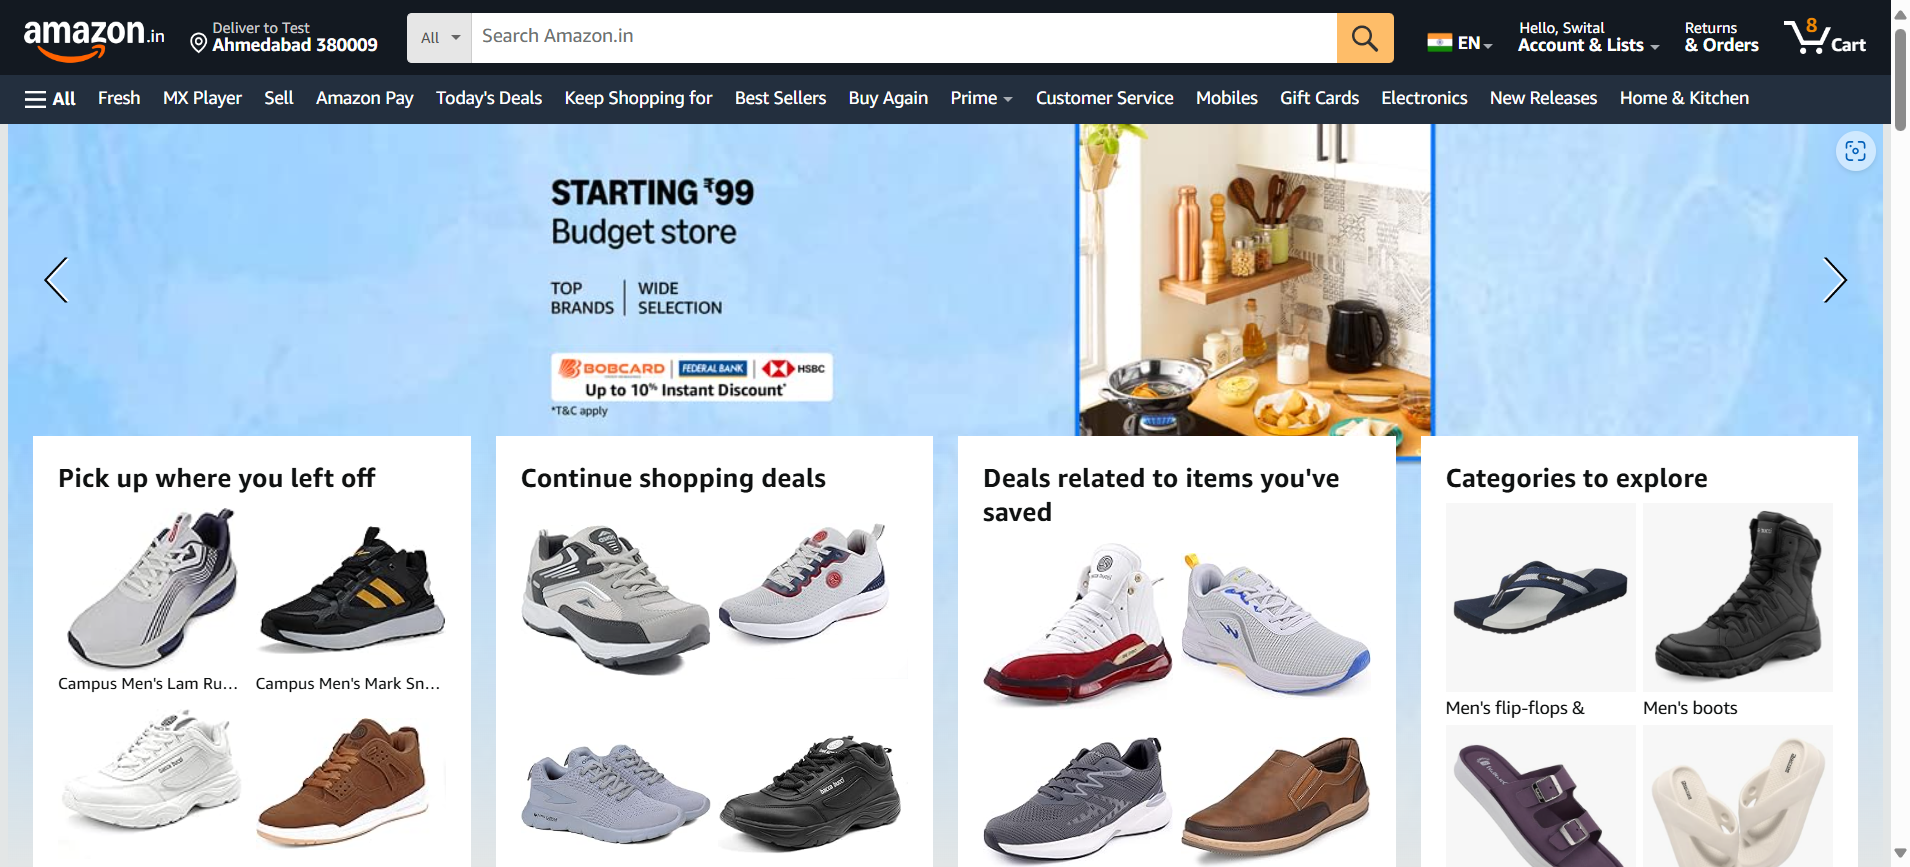 amazon.in
Deliver to Test
Ahmedabad 380009
All
Search Amazon.in
EN
Hello, Swital
Account & Lists
Returns
& Orders
8
Cart
All
Fresh
MX Player
Sell
Amazon Pay
Today's Deals
Keep Shopping for
Best Sellers
Buy Again
Prime
Customer Service
Mobiles
Gift Cards
Electronics
New Releases
Home & Kitchen
STARTING ₹99
Budget store
TOP
BRANDS
WIDE
SELECTION
BOBCARD | FEDERAL BANK | HSBC
Up to 10% Instant Discount*
*T&C apply
Pick up where you left off
Campus Men's Lam Ru...
Campus Men's Mark Sn...
bacca bucci
Continue shopping deals
bacca bucci
Deals related to items you've
saved
Categories to explore
Men's flip-flops &
Men's boots